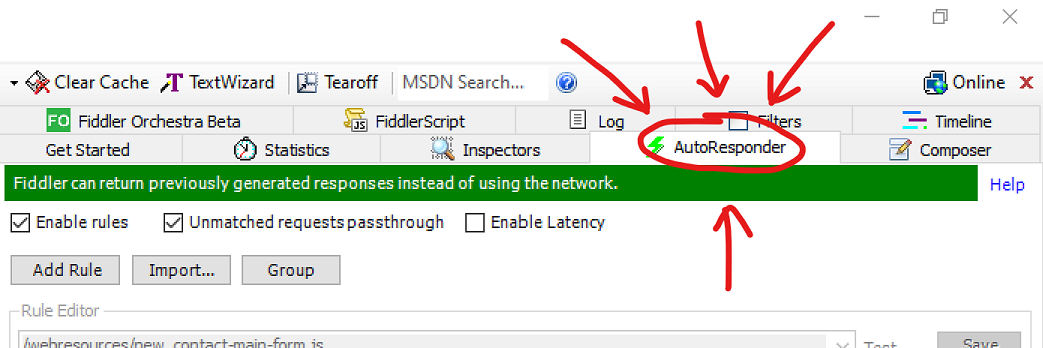 Clear Cache TextWizard Tearoff MSDN Search... Online
FO Fiddler Orchestra Beta JS FiddlerScript Log Filters Timeline
Get Started Statistics Inspectors AutoResponder Composer
Fiddler can return previously generated responses instead of using the network. Help
Enable rules Unmatched requests passthrough Enable Latency
Add Rule Import... Group
Rule Editor
/webresources/new_contact-main-form.js Test Save